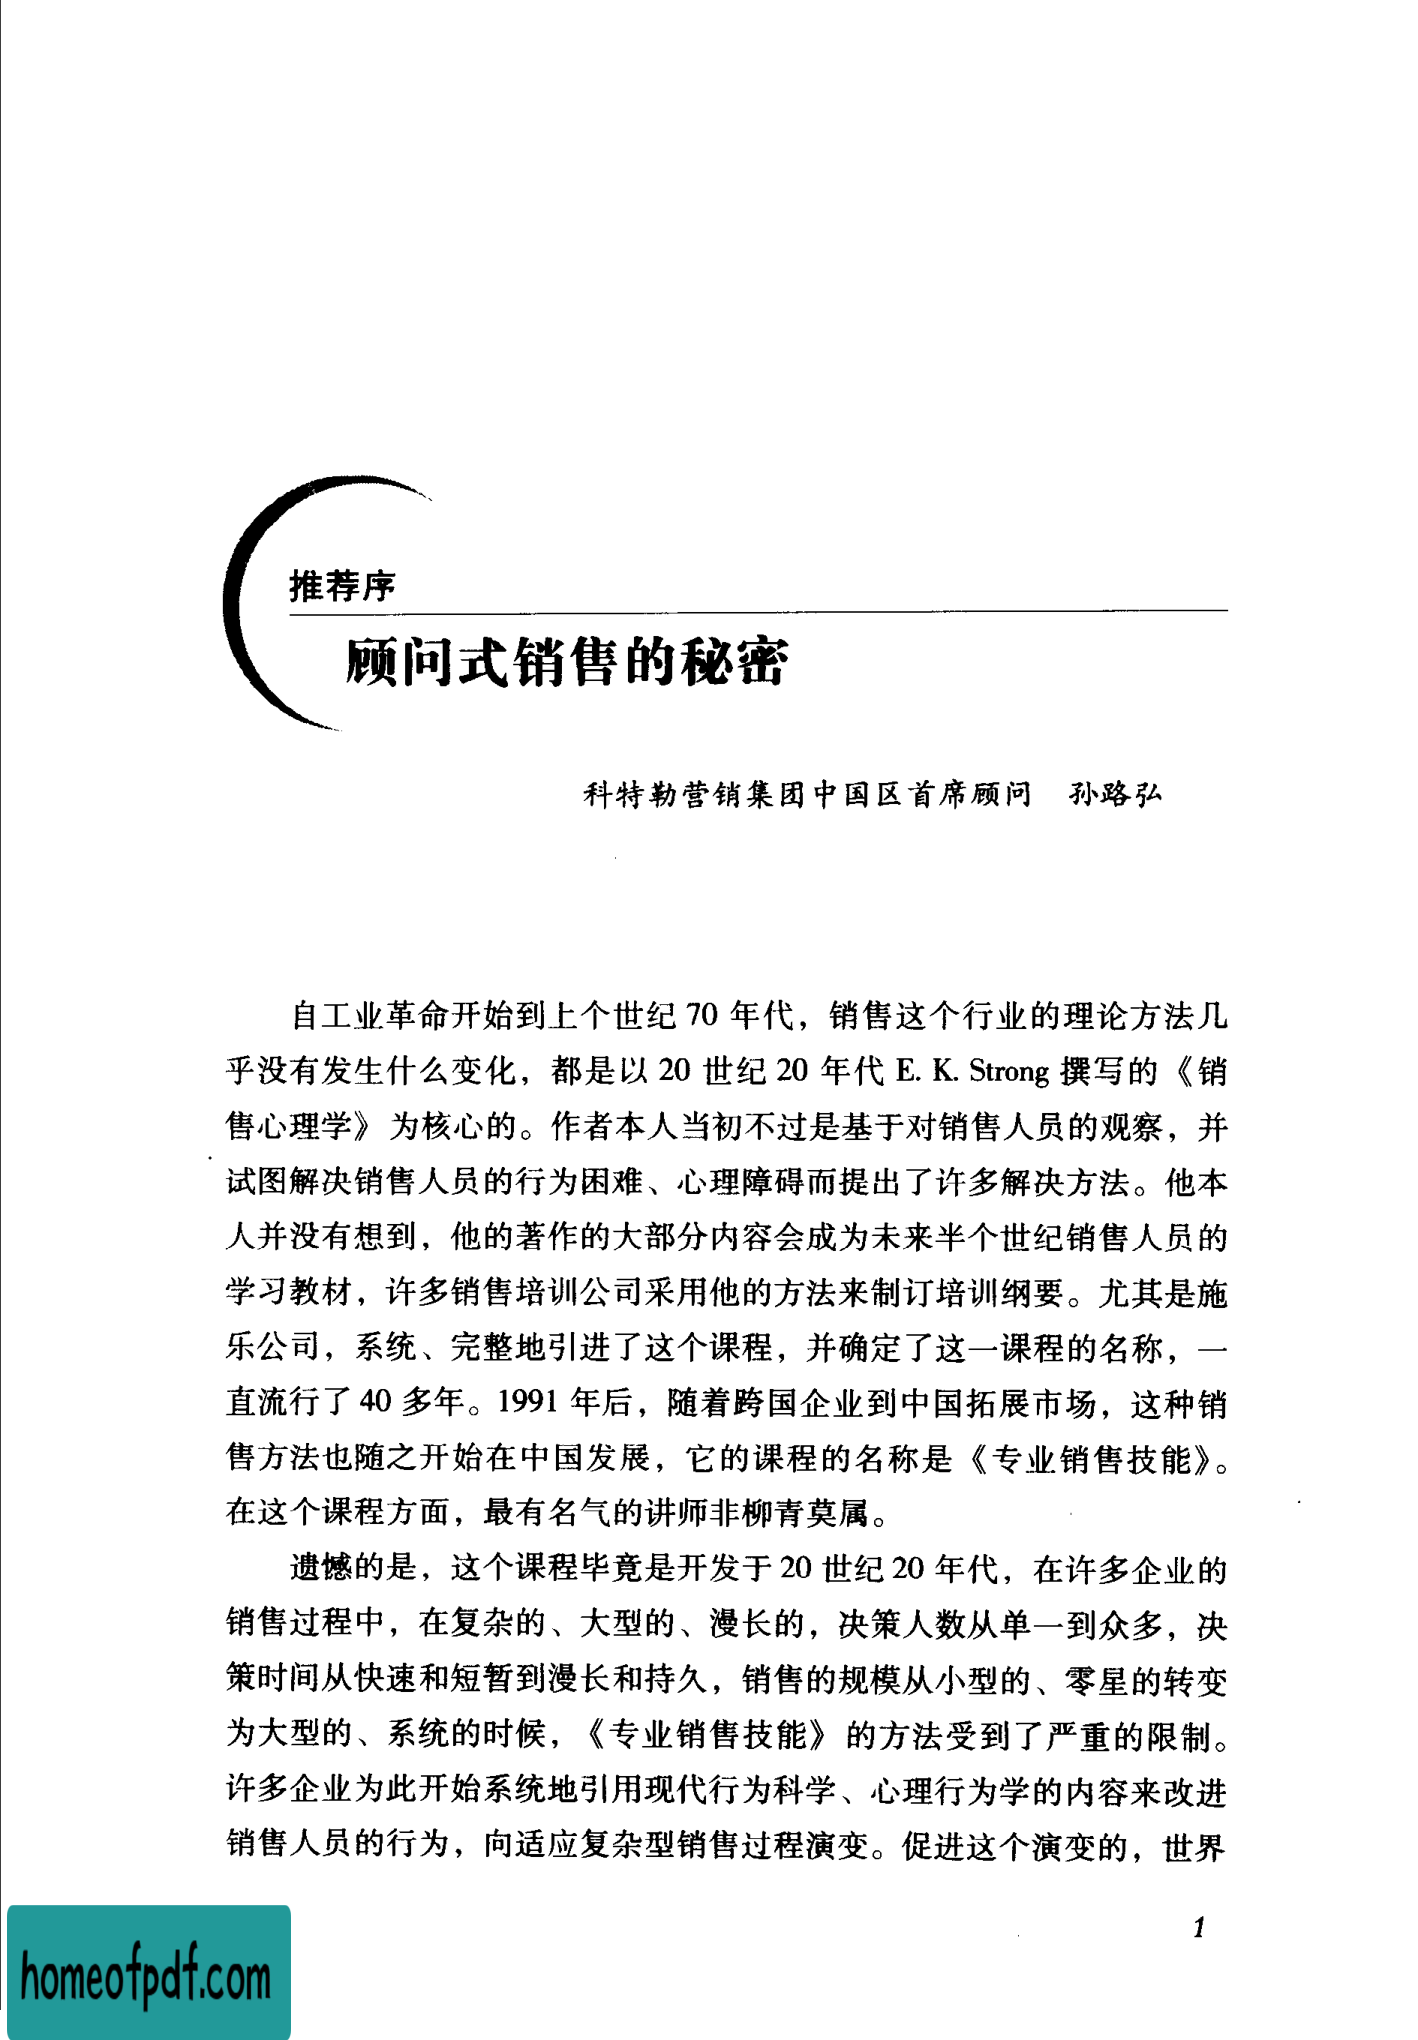 推荐序
顾问式销售的秘密
科特勒营销集团中国区首席顾问　孙路弘
自工业革命开始到上个世纪 70 年代，销售这个行业的理论方法几
乎没有发生什么变化，都是以 20 世纪 20 年代 E. K. Strong 撰写的《销
售心理学》为核心的。作者本人当初不过是基于对销售人员的观察，并
试图解决销售人员的行为困难、心理障碍而提出了许多解决方法。他本
人并没有想到，他的著作的大部分内容会成为未来半个世纪销售人员的
学习教材，许多销售培训公司采用他的方法来制订培训纲要。尤其是施
乐公司，系统、完整地引进了这个课程，并确定了这一课程的名称，一
直流行了 40 多年。1991 年后，随着跨国企业到中国拓展市场，这种销
售方法也随之开始在中国发展，它的课程的名称是《专业销售技能》。
在这个课程方面，最有名气的讲师非柳青莫属。
遗憾的是，这个课程毕竟是开发于 20 世纪 20 年代，在许多企业的
销售过程中，在复杂的、大型的、漫长的，决策人数从单一到众多，决
策时间从快速和短暂到漫长和持久，销售的规模从小型的、零星的转变
为大型的、系统的时候，《专业销售技能》的方法受到了严重的限制。
许多企业为此开始系统地引用现代行为科学、心理行为学的内容来改进
销售人员的行为，向适应复杂型销售过程演变。促进这个演变的，世界
1
homeofpdf.com